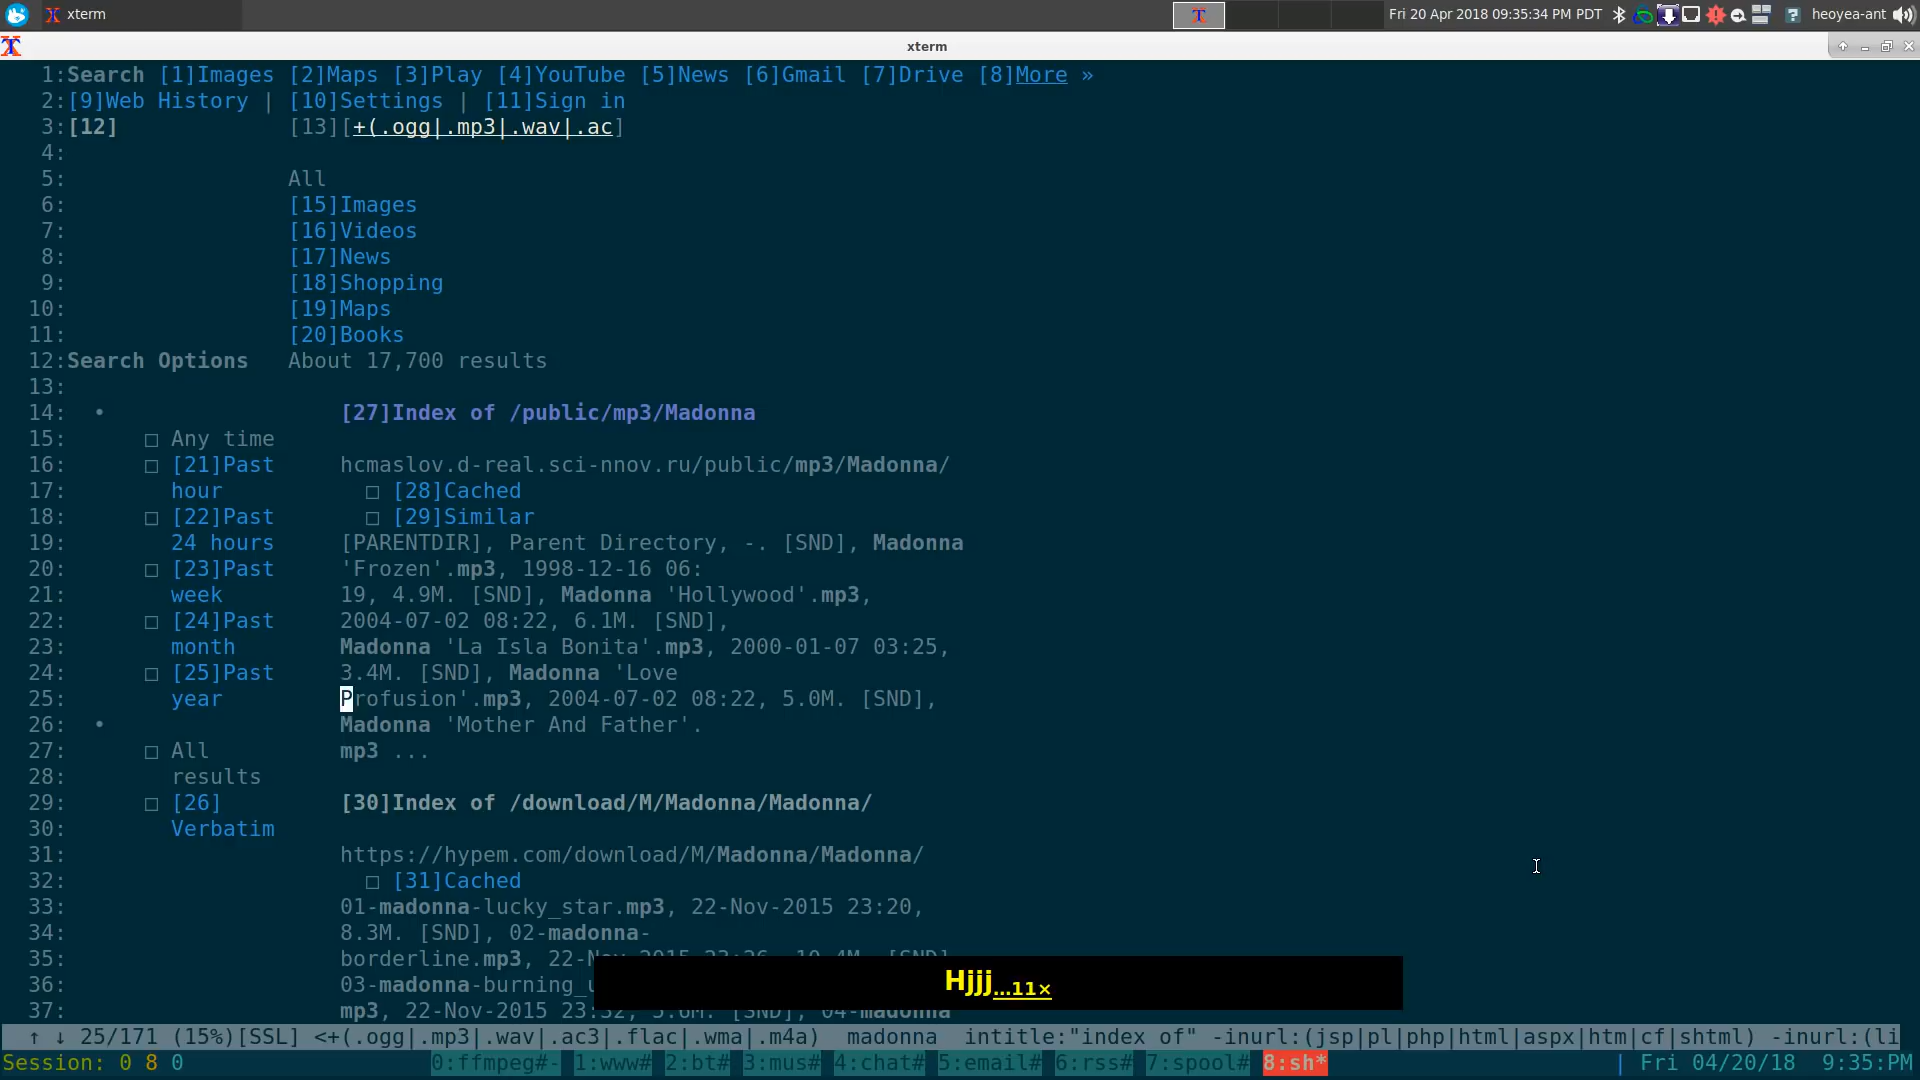 xterm
Fri 20 Apr 2018 09:35:34 PM PDT
heoyea-ant
xterm
1:Search [1]Images [2]Maps [3]Play [4]YouTube [5]News [6]Gmail [7]Drive [8]More »
2:[9]Web History | [10]Settings | [11]Sign in
3:[12] [13][+(.ogg|.mp3|.wav|.ac]
4:
5: All
6: [15]Images
7: [16]Videos
8: [17]News
9: [18]Shopping
10: [19]Maps
11: [20]Books
12:Search Options About 17,700 results
13:
14: • [27]Index of /public/mp3/Madonna
15: □ Any time
16: □ [21]Past hcmaslov.d-real.sci-nnov.ru/public/mp3/Madonna/
17: hour □ [28]Cached
18: □ [22]Past □ [29]Similar
19: 24 hours [PARENTDIR], Parent Directory, -. [SND], Madonna
20: □ [23]Past 'Frozen'.mp3, 1998-12-16 06:
21: week 19, 4.9M. [SND], Madonna 'Hollywood'.mp3,
22: □ [24]Past 2004-07-02 08:22, 6.1M. [SND],
23: month Madonna 'La Isla Bonita'.mp3, 2000-01-07 03:25,
24: □ [25]Past 3.4M. [SND], Madonna 'Love
25: year Profusion'.mp3, 2004-07-02 08:22, 5.0M. [SND],
26: • Madonna 'Mother And Father'.
27: □ All mp3 ...
28: results
29: □ [26] [30]Index of /download/M/Madonna/Madonna/
30: Verbatim
31: https://hypem.com/download/M/Madonna/Madonna/
32: □ [31]Cached
33: 01-madonna-lucky_star.mp3, 22-Nov-2015 23:20,
34: 8.3M. [SND], 02-madonna-
35: borderline.mp3,
36: 03-madonna-burning_
37: mp3, 22-Nov-2015
Hjjj...11×
↑ ↓ 25/171 (15%)[SSL] <+(.ogg|.mp3|.wav|.ac3|.flac|.wma|.m4a) madonna intitle:"index of" -inurl:(jsp|pl|php|html|aspx|htm|cf|shtml) -inurl:(li
Session: 0 8 0 0:ffmpeg#- 1:www# 2:bt# 3:mus# 4:chat# 5:email# 6:rss# 7:spool# 8:sh* | Fri 04/20/18 9:35:PM